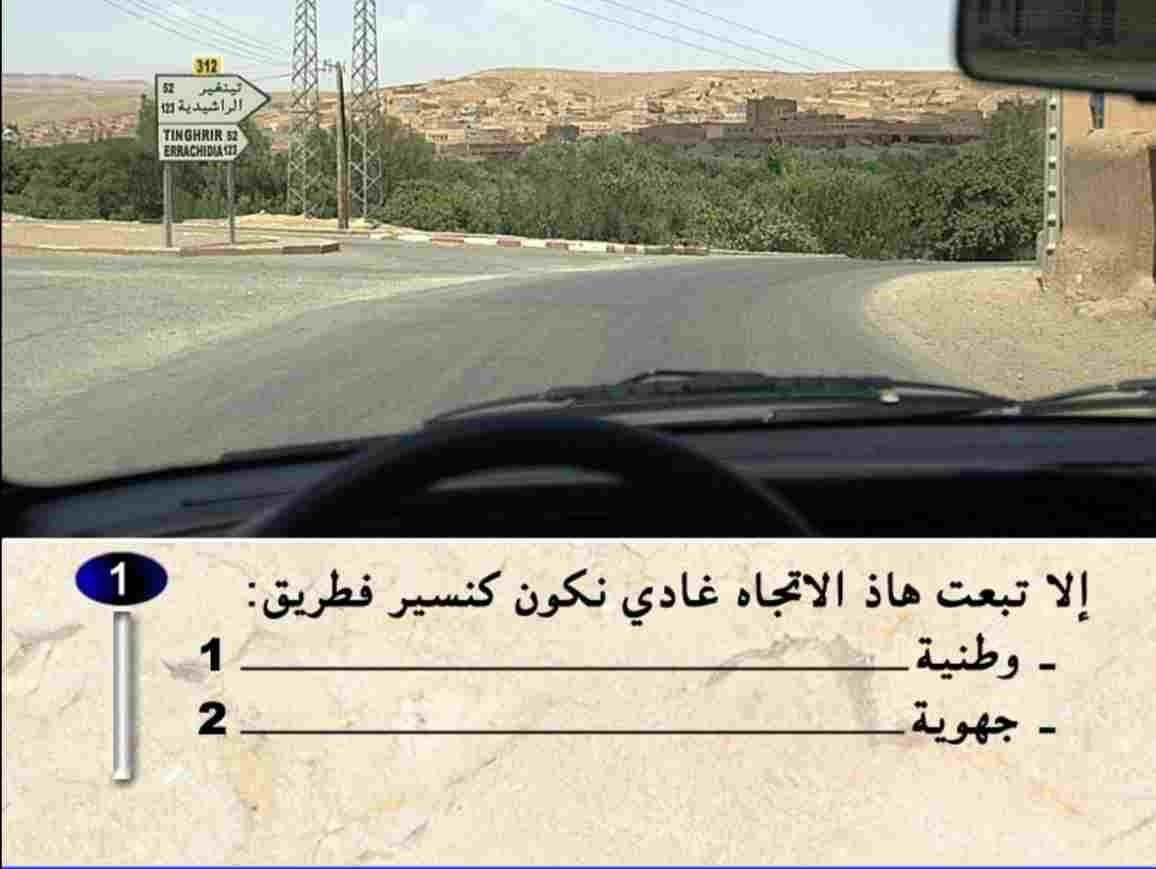 312
تينغير 52
الراشيدية 123
TINGHRIR 52
ERRACHIDIA 123
1
إلا تبعت هاذ الاتجاه غادي نكون كنسير فطريق:
- وطنية 1
- جهوية 2